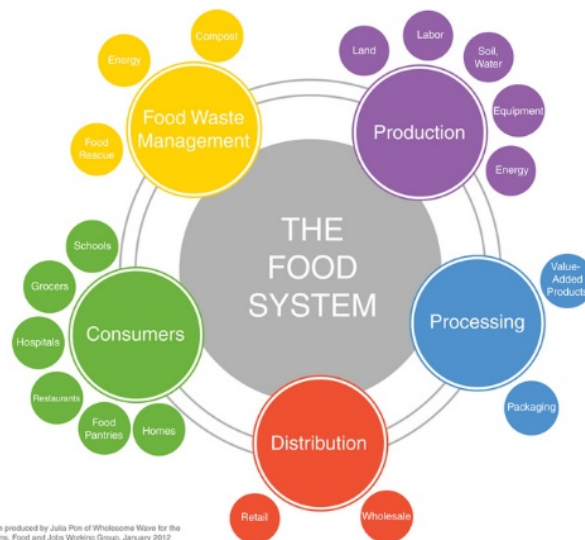 THE
FOOD
SYSTEM
Production
Land
Labor
Soil,
Water
Equipment
Energy
Processing
Value-
Added
Products
Packaging
Distribution
Wholesale
Retail
Consumers
Homes
Food
Pantries
Restaurants
Hospitals
Grocers
Schools
Food Waste
Management
Food
Rescue
Energy
Compost
produced by Julia Pon of Wholesome Wave for the
Food and Jobs Working Group, January 2012